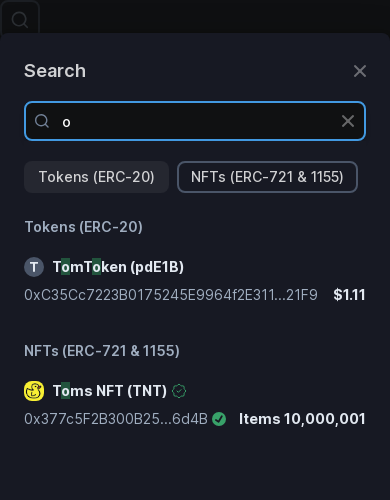 Search
o
Tokens (ERC-20) NFTs (ERC-721 & 1155)
Tokens (ERC-20)
T TomToken (pdE1B)
0xC35Cc7223B0175245E9964f2E311...21F9 $1.11
NFTs (ERC-721 & 1155)
Toms NFT (TNT)
0x377c5F2B300B25...6d4B Items 10,000,001